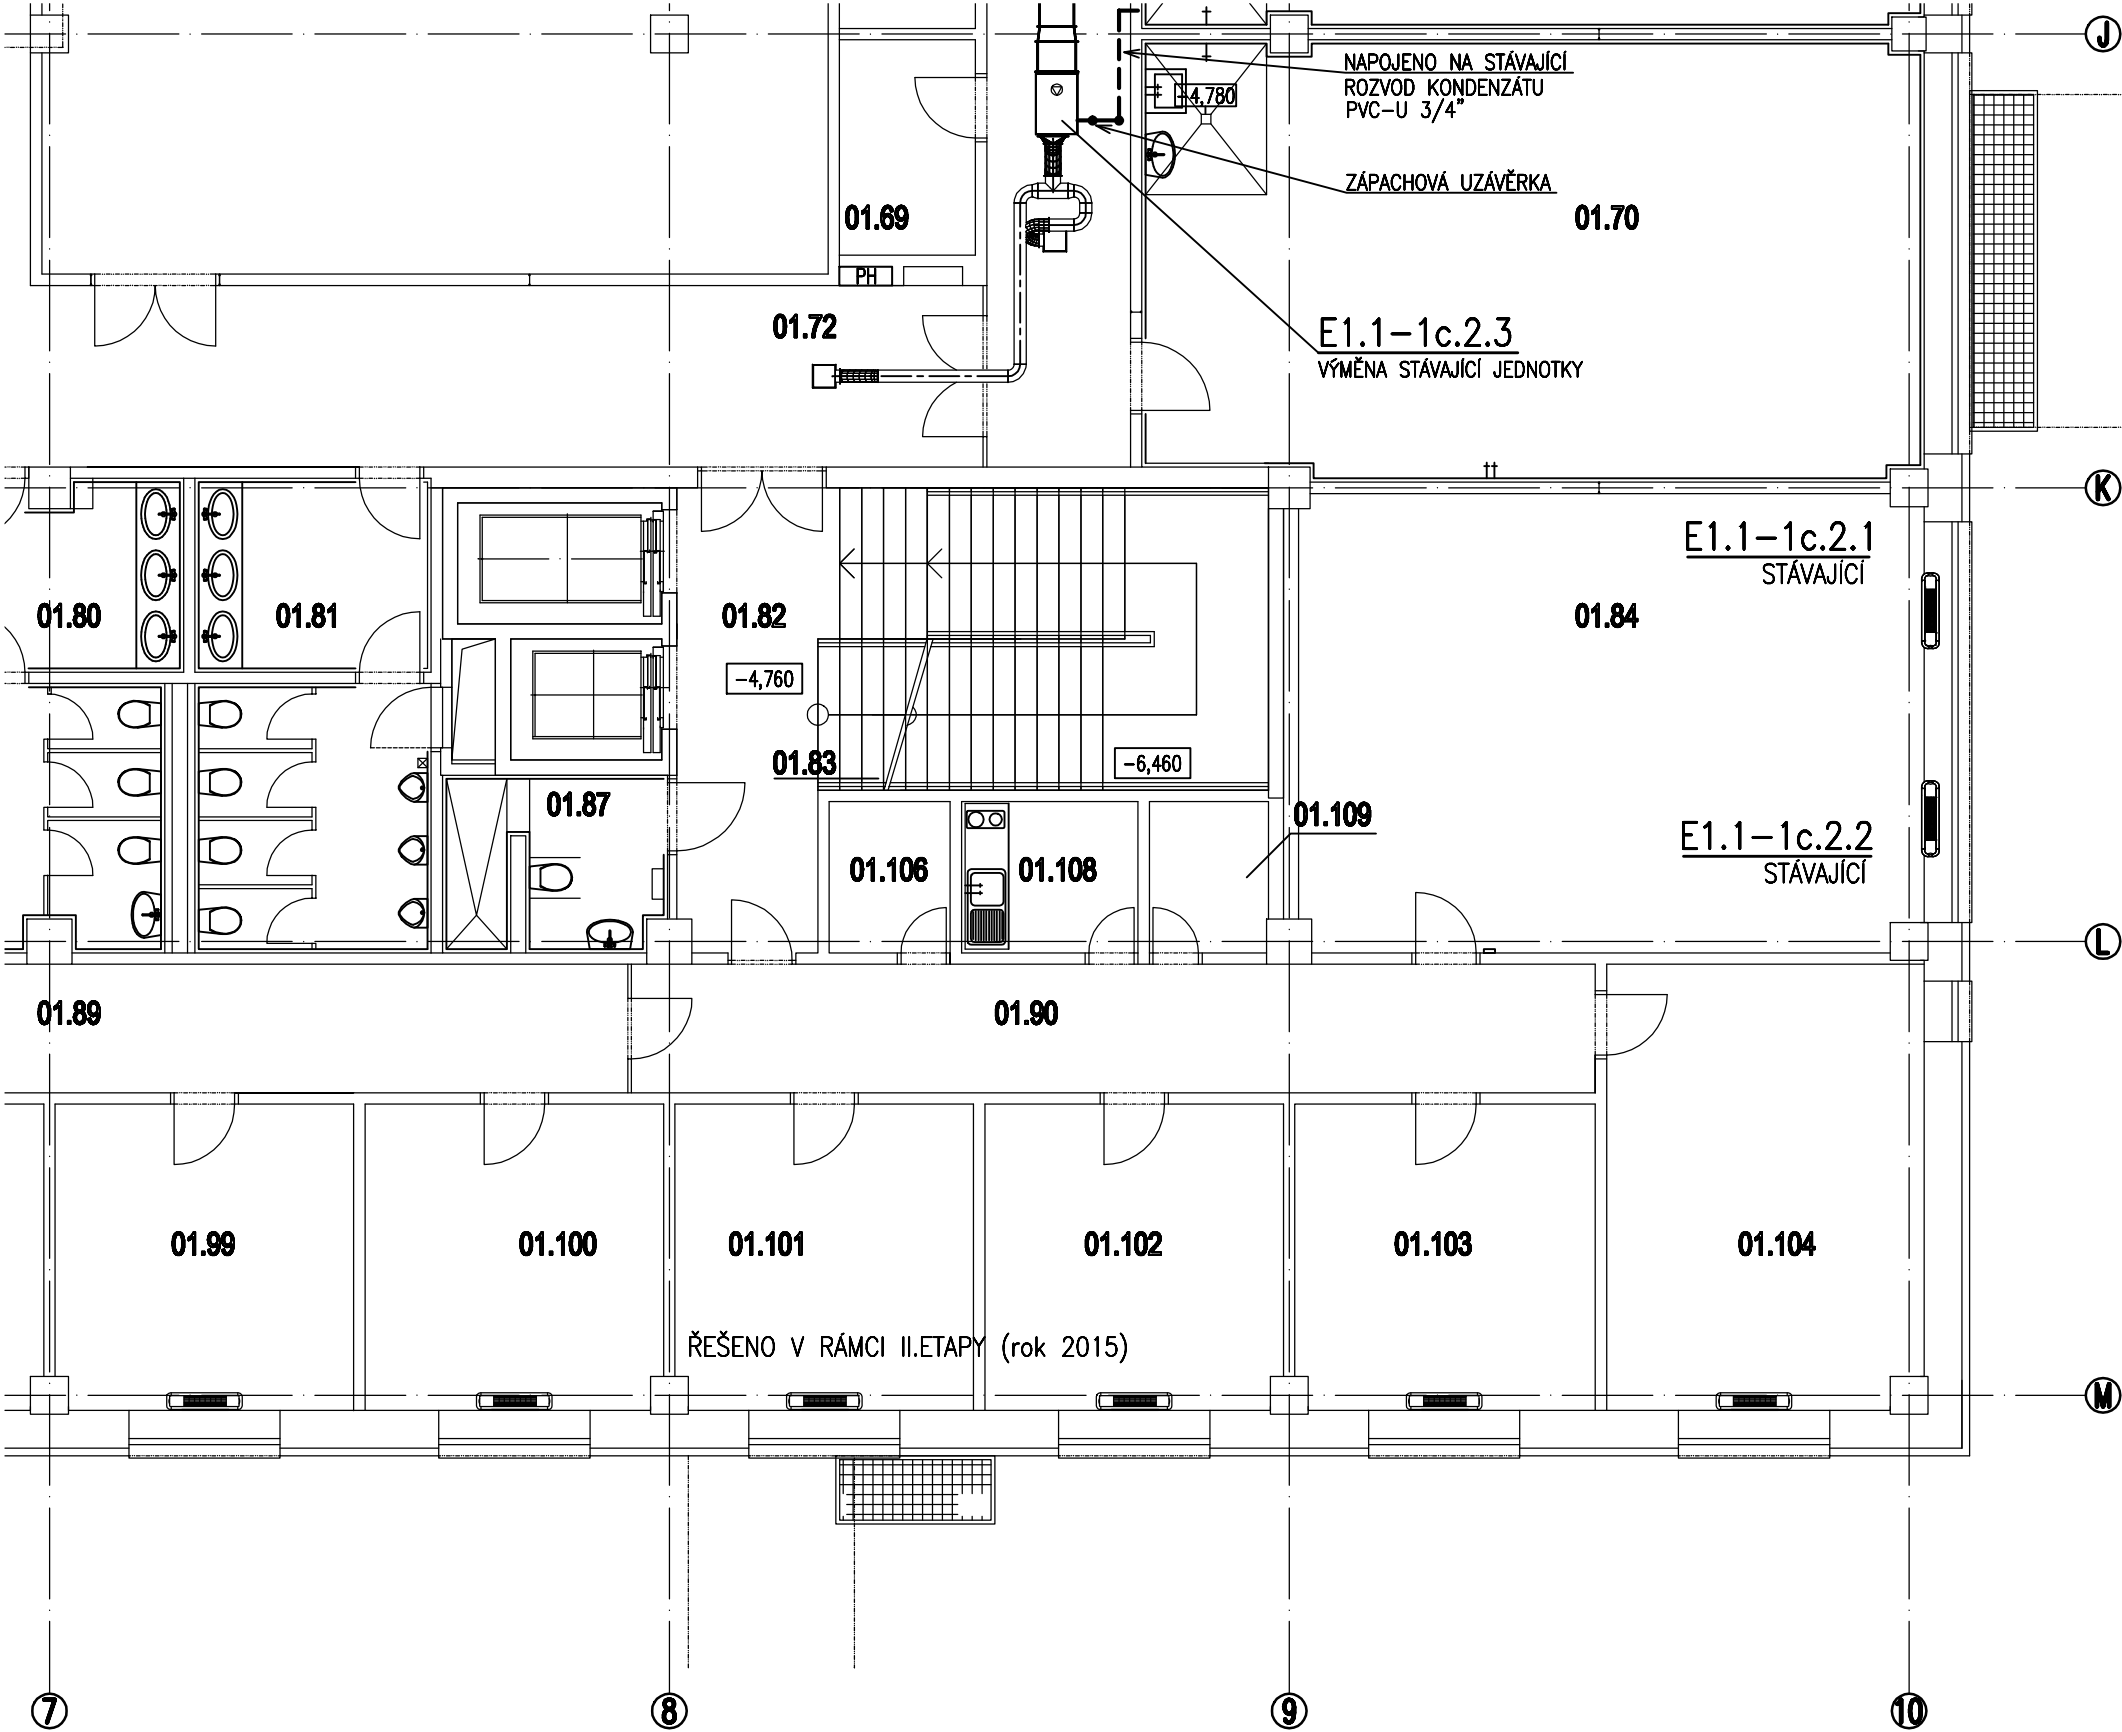 J
NAPOJENO NA STÁVAJÍCÍ
ROZVOD KONDENZÁTU
PVC-U 3/4"
-4,780
ZÁPACHOVÁ UZÁVĚRKA
01.69
01.70
PH
01.72
E1.1-1c.2.3
VÝMĚNA STÁVAJÍCÍ JEDNOTKY
K
E1.1-1c.2.1
STÁVAJÍCÍ
01.80
01.81
01.82
01.84
-4,760
01.83
-6,460
01.87
01.109
E1.1-1c.2.2
STÁVAJÍCÍ
01.106
01.108
L
01.89
01.90
01.99
01.100
01.101
01.102
01.103
01.104
ŘEŠENO V RÁMCI II.ETAPY (rok 2015)
M
7
8
9
10